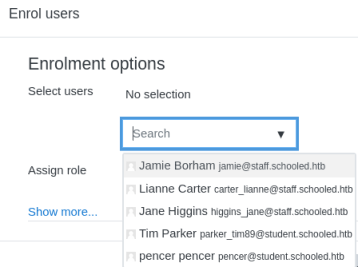 Enrol users
Enrolment options
Select users
No selection
Search ▼
Assign role
Jamie Borham jamie@staff.schooled.htb
Lianne Carter carter_lianne@staff.schooled.htb
Jane Higgins higgins_jane@staff.schooled.htb
Show more...
Tim Parker parker_tim89@student.schooled.htb
pencer pencer pencer@student.schooled.htb